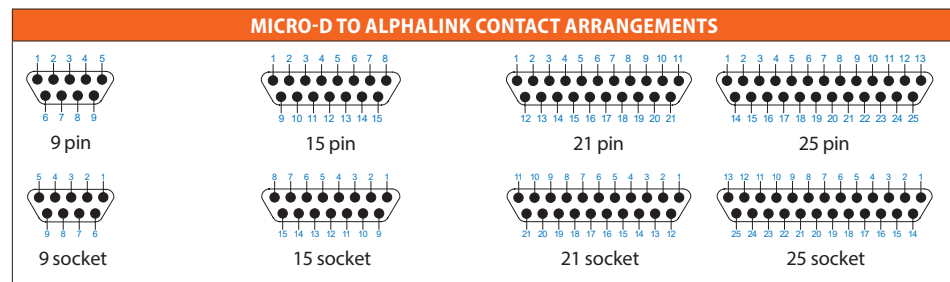 MICRO-D TO ALPHALINK CONTACT ARRANGEMENTS
1 2 3 4 5
6 7 8 9
9 pin
1 2 3 4 5 6 7 8
9 10 11 12 13 14 15
15 pin
1 2 3 4 5 6 7 8 9 10 11
12 13 14 15 16 17 18 19 20 21
21 pin
1 2 3 4 5 6 7 8 9 10 11 12 13
14 15 16 17 18 19 20 21 22 23 24 25
25 pin
5 4 3 2 1
9 8 7 6
9 socket
8 7 6 5 4 3 2 1
15 14 13 12 11 10 9
15 socket
11 10 9 8 7 6 5 4 3 2 1
21 20 19 18 17 16 15 14 13 12
21 socket
13 12 11 10 9 8 7 6 5 4 3 2 1
25 24 23 22 21 20 19 18 17 16 15 14
25 socket